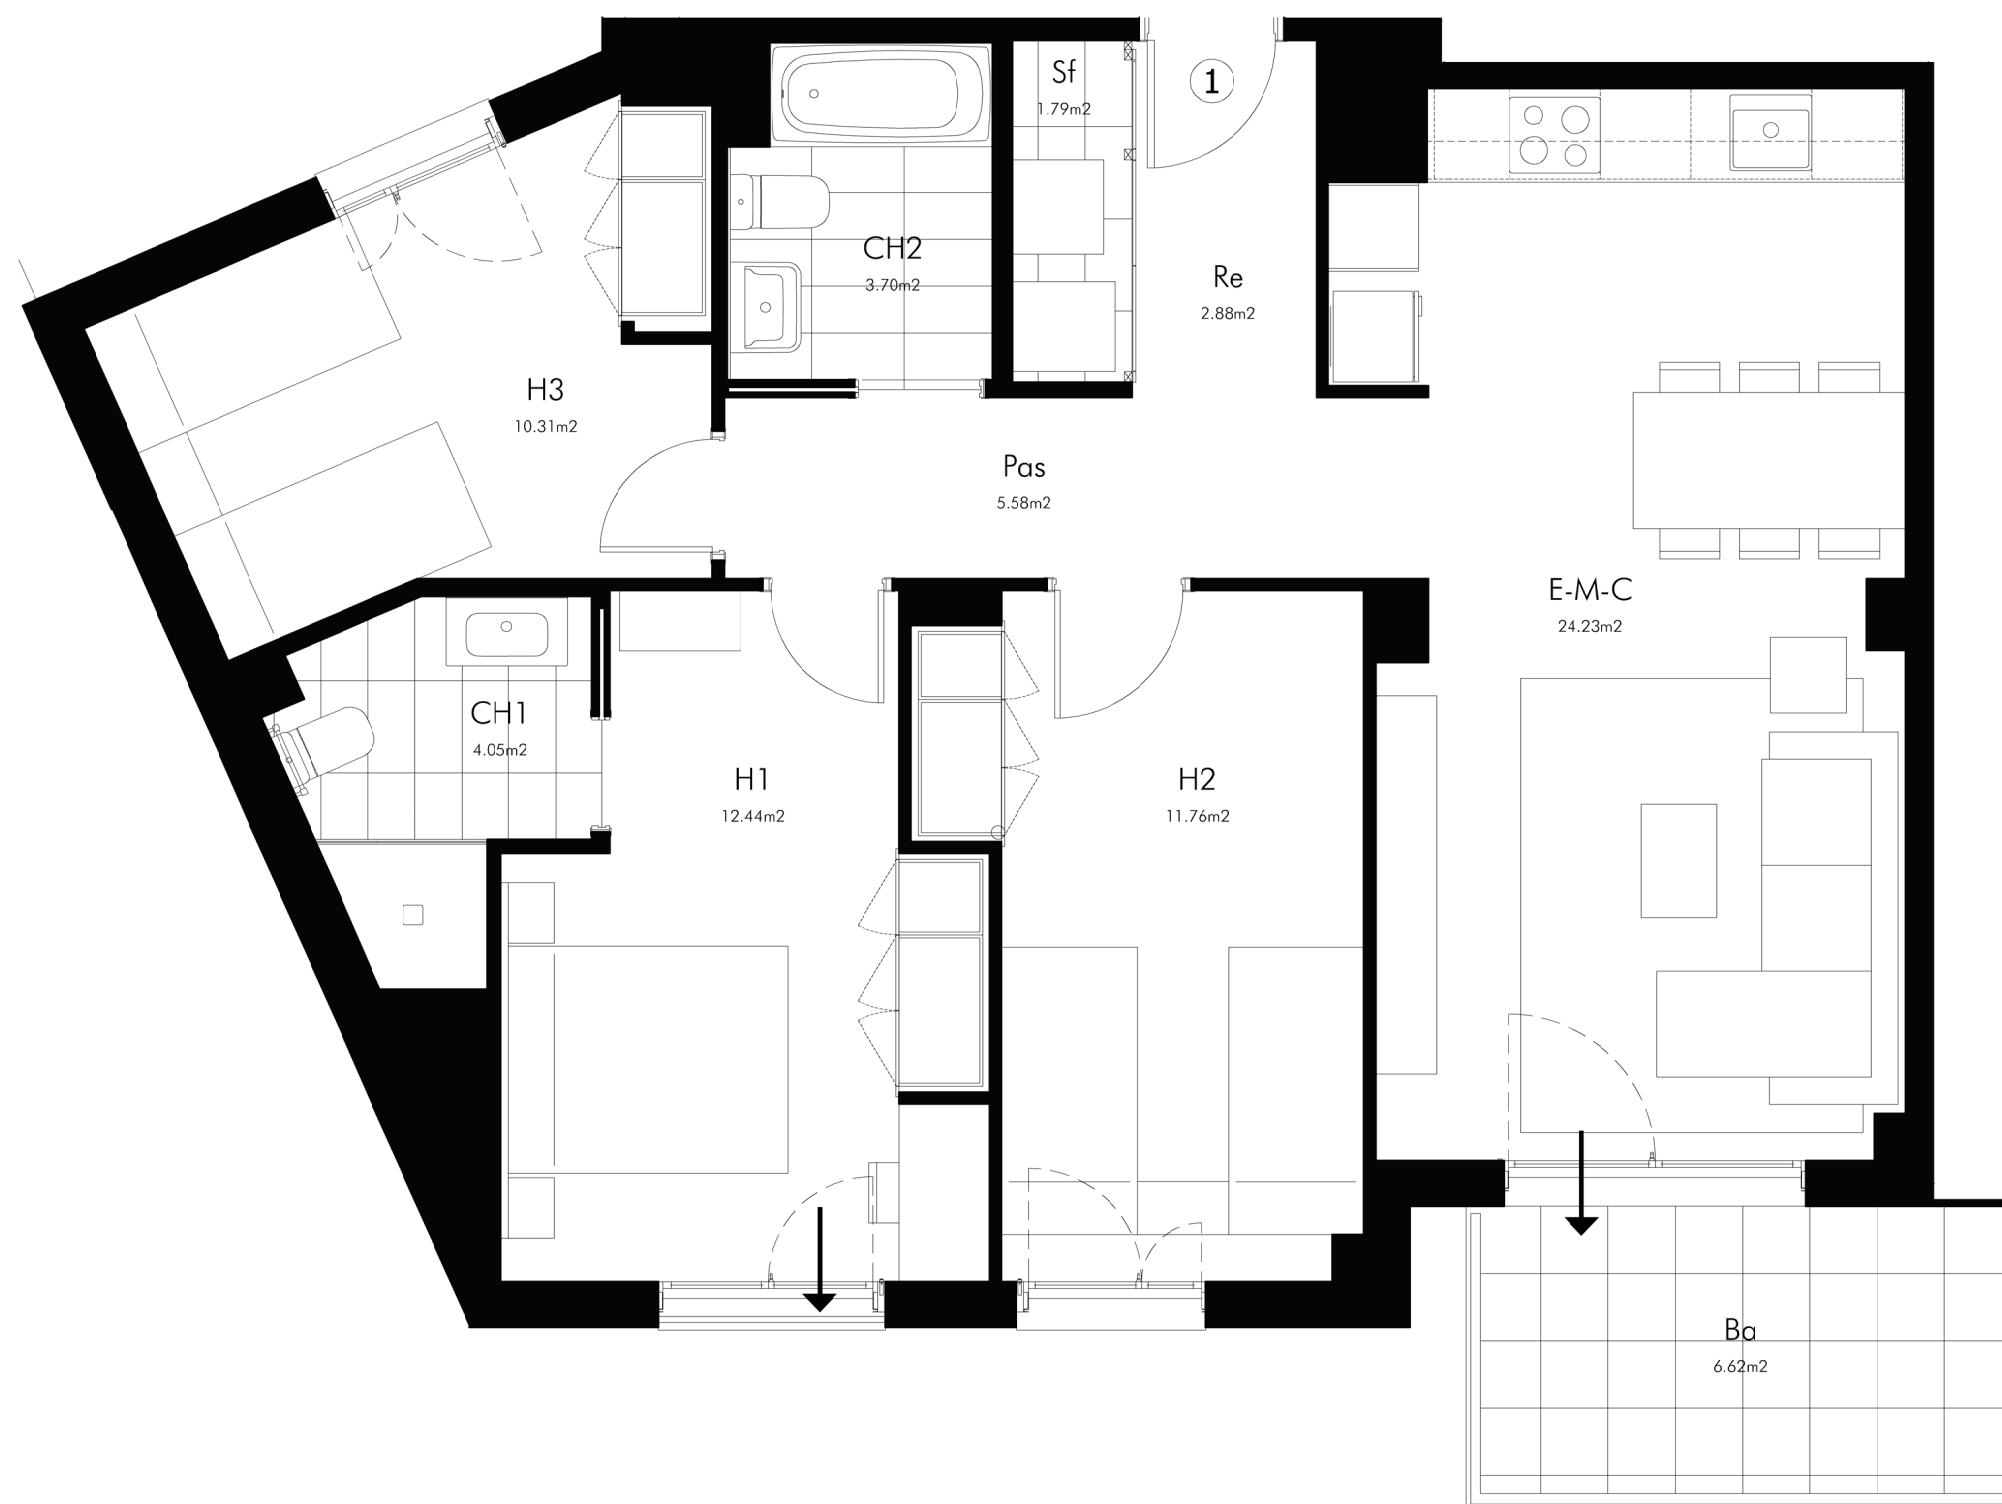 Sf
1.79m2
1
CH2
3.70m2
Re
2.88m2
H3
10.31m2
Pas
5.58m2
E-M-C
24.23m2
CH1
4.05m2
H1
12.44m2
H2
11.76m2
Ba
6.62m2